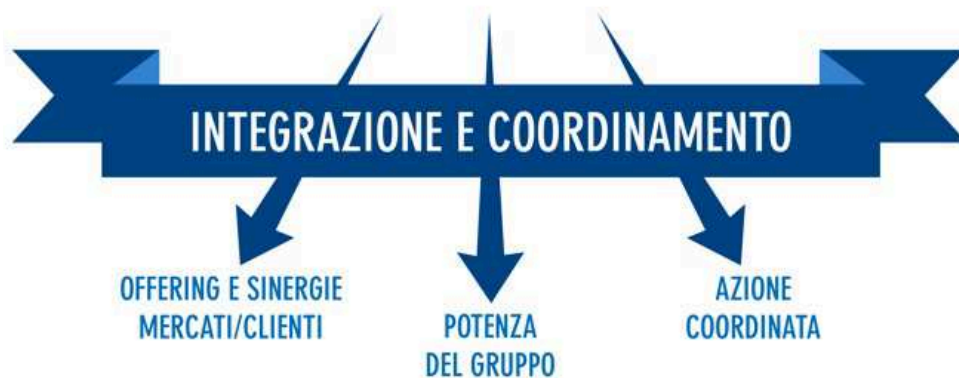 INTEGRAZIONE E COORDINAMENTO
OFFERING E SINERGIE
MERCATI/CLIENTI
POTENZA
DEL GRUPPO
AZIONE
COORDINATA